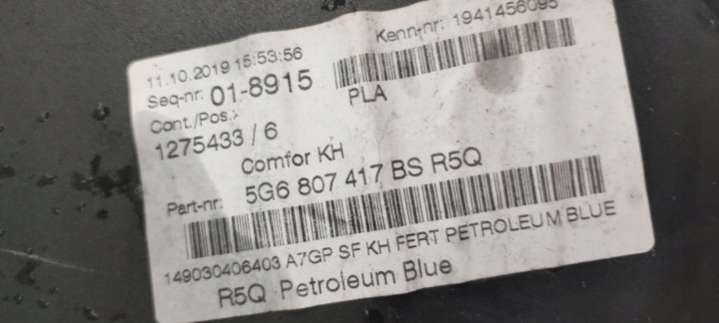 11.10.2019 15:53:56
Kenn-nr: 1941456095
Seq-nr: 01-8915
PLA
Cont./Pos.:
1275433 / 6
Comfor KH
Part-nr: 5G6 807 417 BS R5Q
149030406403 A7GP SF KH FERT PETROLEUM BLUE
R5Q Petroleum Blue